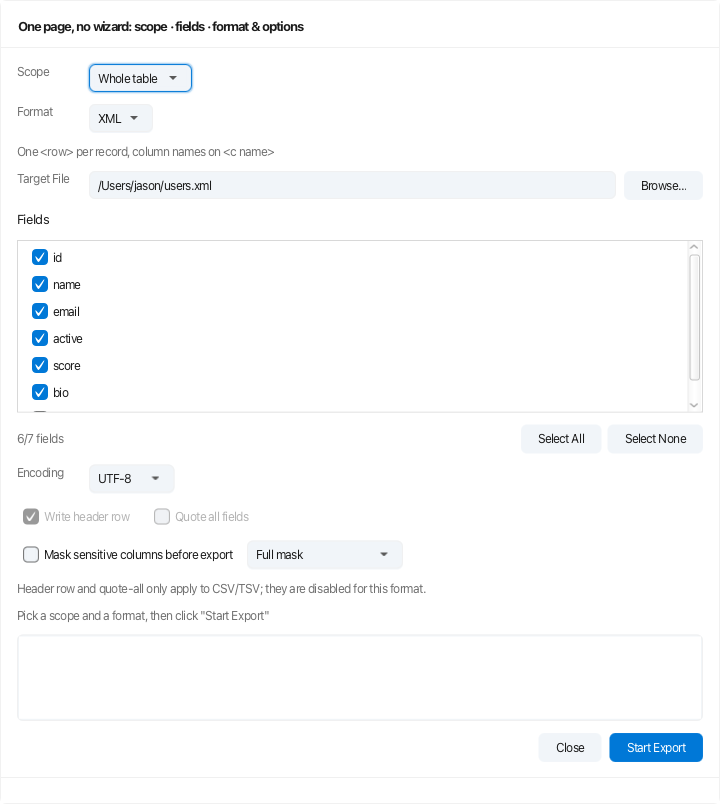 One page, no wizard: scope · fields · format & options
Scope
Whole table
Format
XML
One <row> per record, column names on <c name>
Target File
/Users/jason/users.xml
Browse...
Fields
id
name
email
active
score
bio
6/7 fields
Select All
Select None
Encoding
UTF-8
Write header row
Quote all fields
Mask sensitive columns before export
Full mask
Header row and quote-all only apply to CSV/TSV; they are disabled for this format.
Pick a scope and a format, then click "Start Export"
Close
Start Export